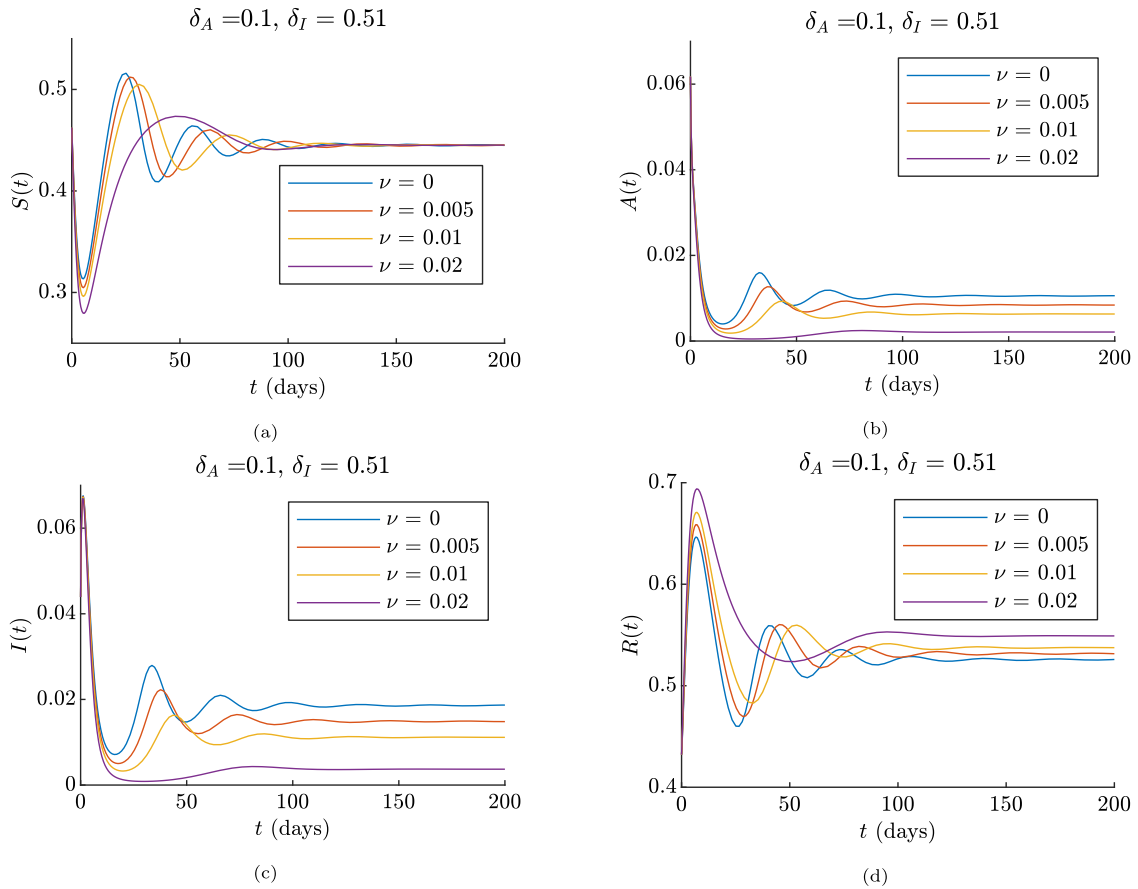 δ_A =0.1, δ_I = 0.51
S(t)
0.5
0.4
0.3
ν = 0
ν = 0.005
ν = 0.01
ν = 0.02
0 50 100 150 200
t (days)
(a)
δ_A =0.1, δ_I = 0.51
A(t)
0.06
0.04
0.02
0
ν = 0
ν = 0.005
ν = 0.01
ν = 0.02
0 50 100 150 200
t (days)
(b)
δ_A =0.1, δ_I = 0.51
I(t)
0.06
0.04
0.02
0
ν = 0
ν = 0.005
ν = 0.01
ν = 0.02
0 50 100 150 200
t (days)
(c)
δ_A =0.1, δ_I = 0.51
R(t)
0.7
0.6
0.5
0.4
ν = 0
ν = 0.005
ν = 0.01
ν = 0.02
0 50 100 150 200
t (days)
(d)